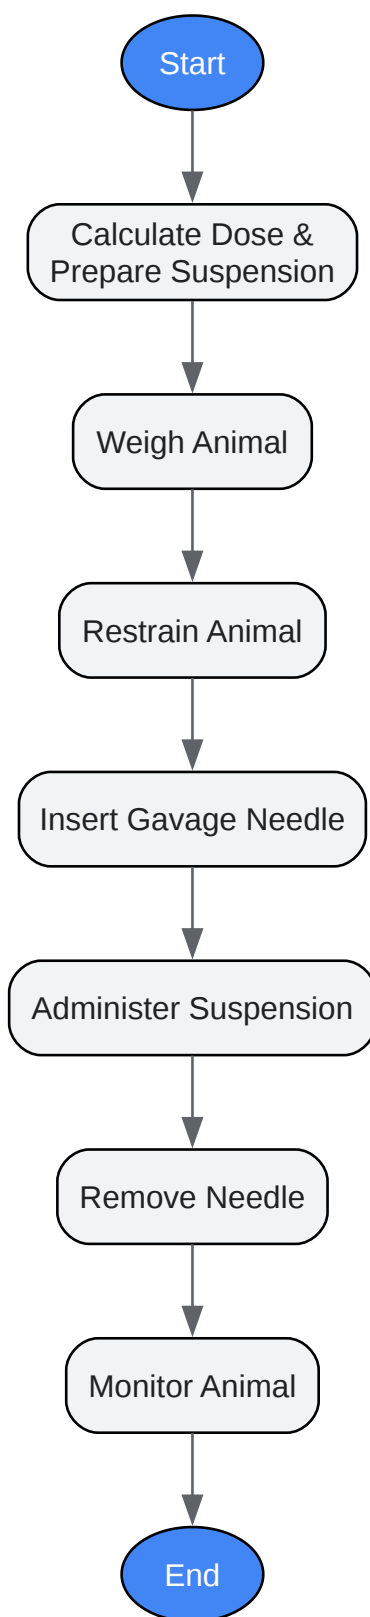 Start
Calculate Dose &
Prepare Suspension
Weigh Animal
Restrain Animal
Insert Gavage Needle
Administer Suspension
Remove Needle
Monitor Animal
End